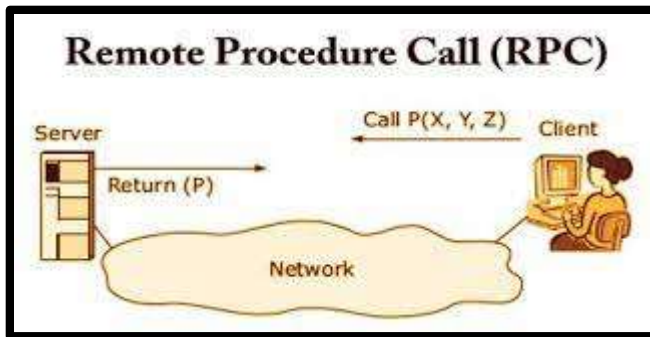 Remote Procedure Call (RPC)
Call P(X, Y, Z)
Server
Client
Return (P)
Network